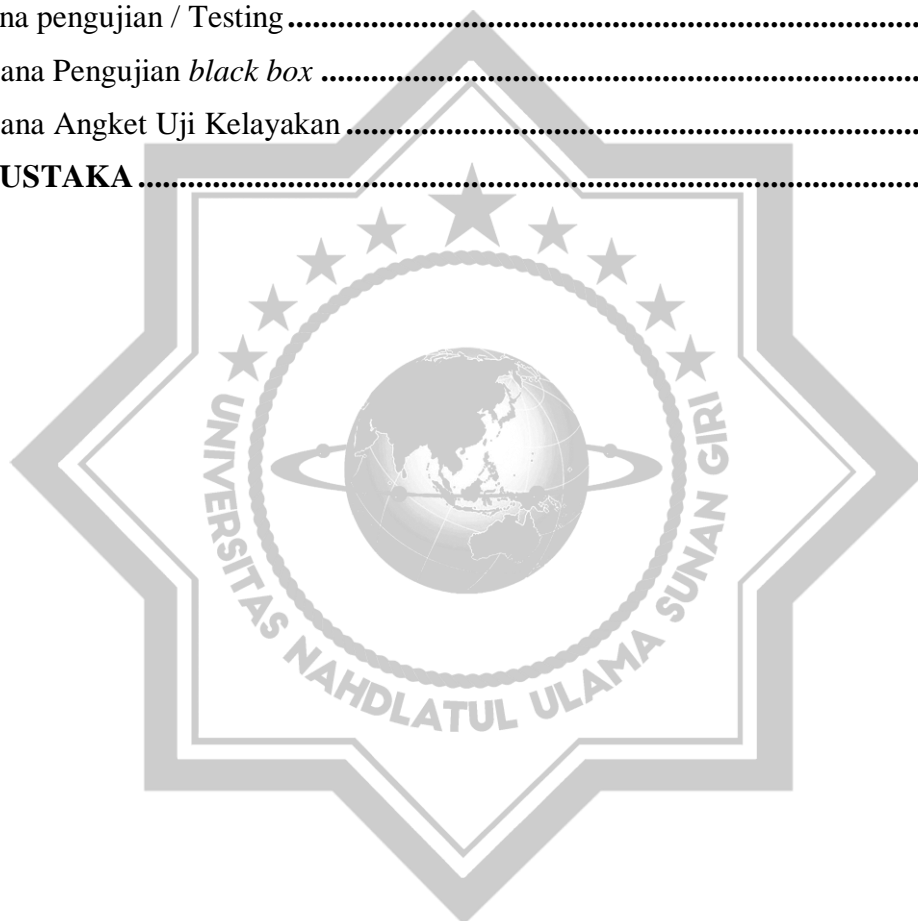 na pengujian / Testing
ana Pengujian black box
ana Angket Uji Kelayakan
USTAKA
UNIVERSITAS NAHDLATUL ULAMA SUNAN GIRI